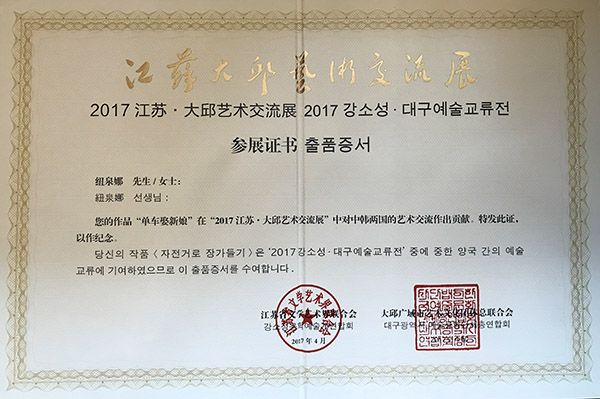 江苏大邱藝術交流展
2017 江苏·大邱艺术交流展 2017 강소성·대구예술교류전
参展证书 출품증서
纽泉娜 先生/女士：
紐泉娜 선생님：
您的作品“单车娶新娘”在“2017江苏·大邱艺术交流展”中对中韩两国的艺术交流作出贡献。特发此证，
以作纪念。
당신의 작품〈자전거로 장가들기〉은 '2017강소성·대구예술교류전' 중에 중한 양국 간의 예술
교류에 기여하였으므로 이 출품증서를 수여합니다.
江苏省文学艺术界联合会 大邱广域市艺术文化团体总联合会
2017年4月